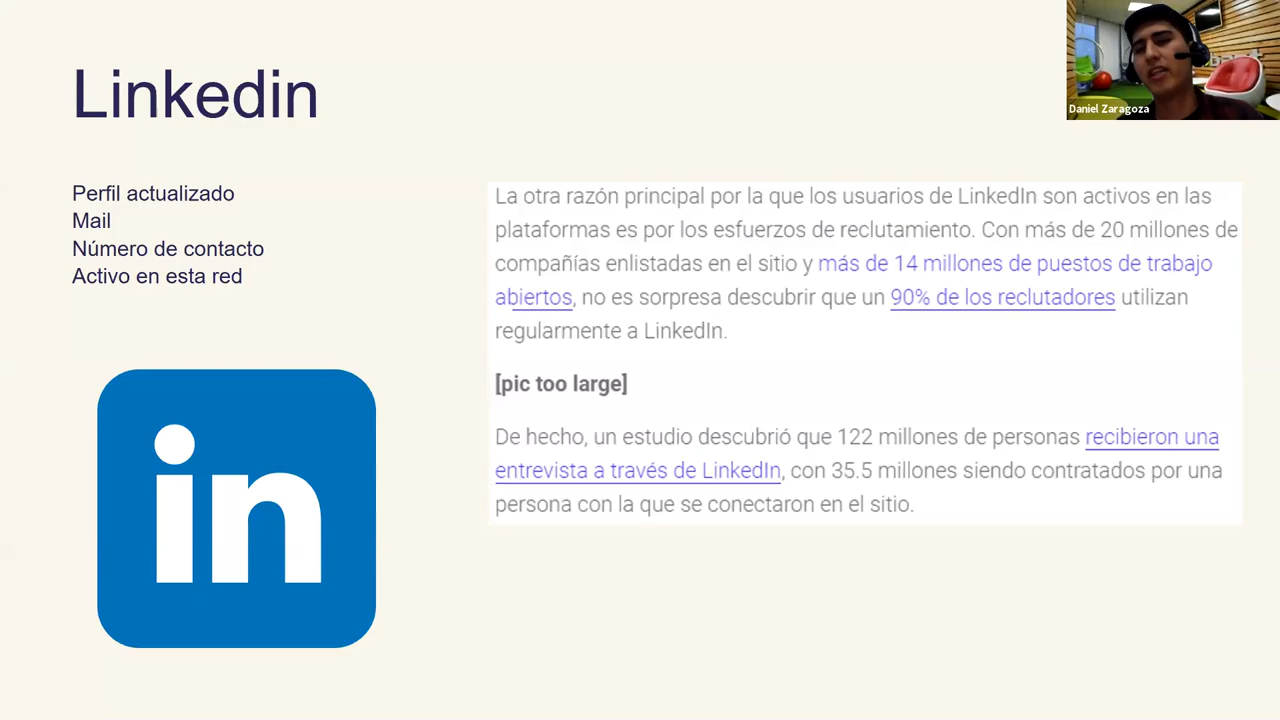 Linkedin
Daniel Zaragoza
Perfil actualizado
Mail
Número de contacto
Activo en esta red
in
La otra razón principal por la que los usuarios de LinkedIn son activos en las
plataformas es por los esfuerzos de reclutamiento. Con más de 20 millones de
compañías enlistadas en el sitio y más de 14 millones de puestos de trabajo
abiertos, no es sorpresa descubrir que un 90% de los reclutadores utilizan
regularmente a LinkedIn.
[pic too large]
De hecho, un estudio descubrió que 122 millones de personas recibieron una
entrevista a través de LinkedIn, con 35.5 millones siendo contratados por una
persona con la que se conectaron en el sitio.